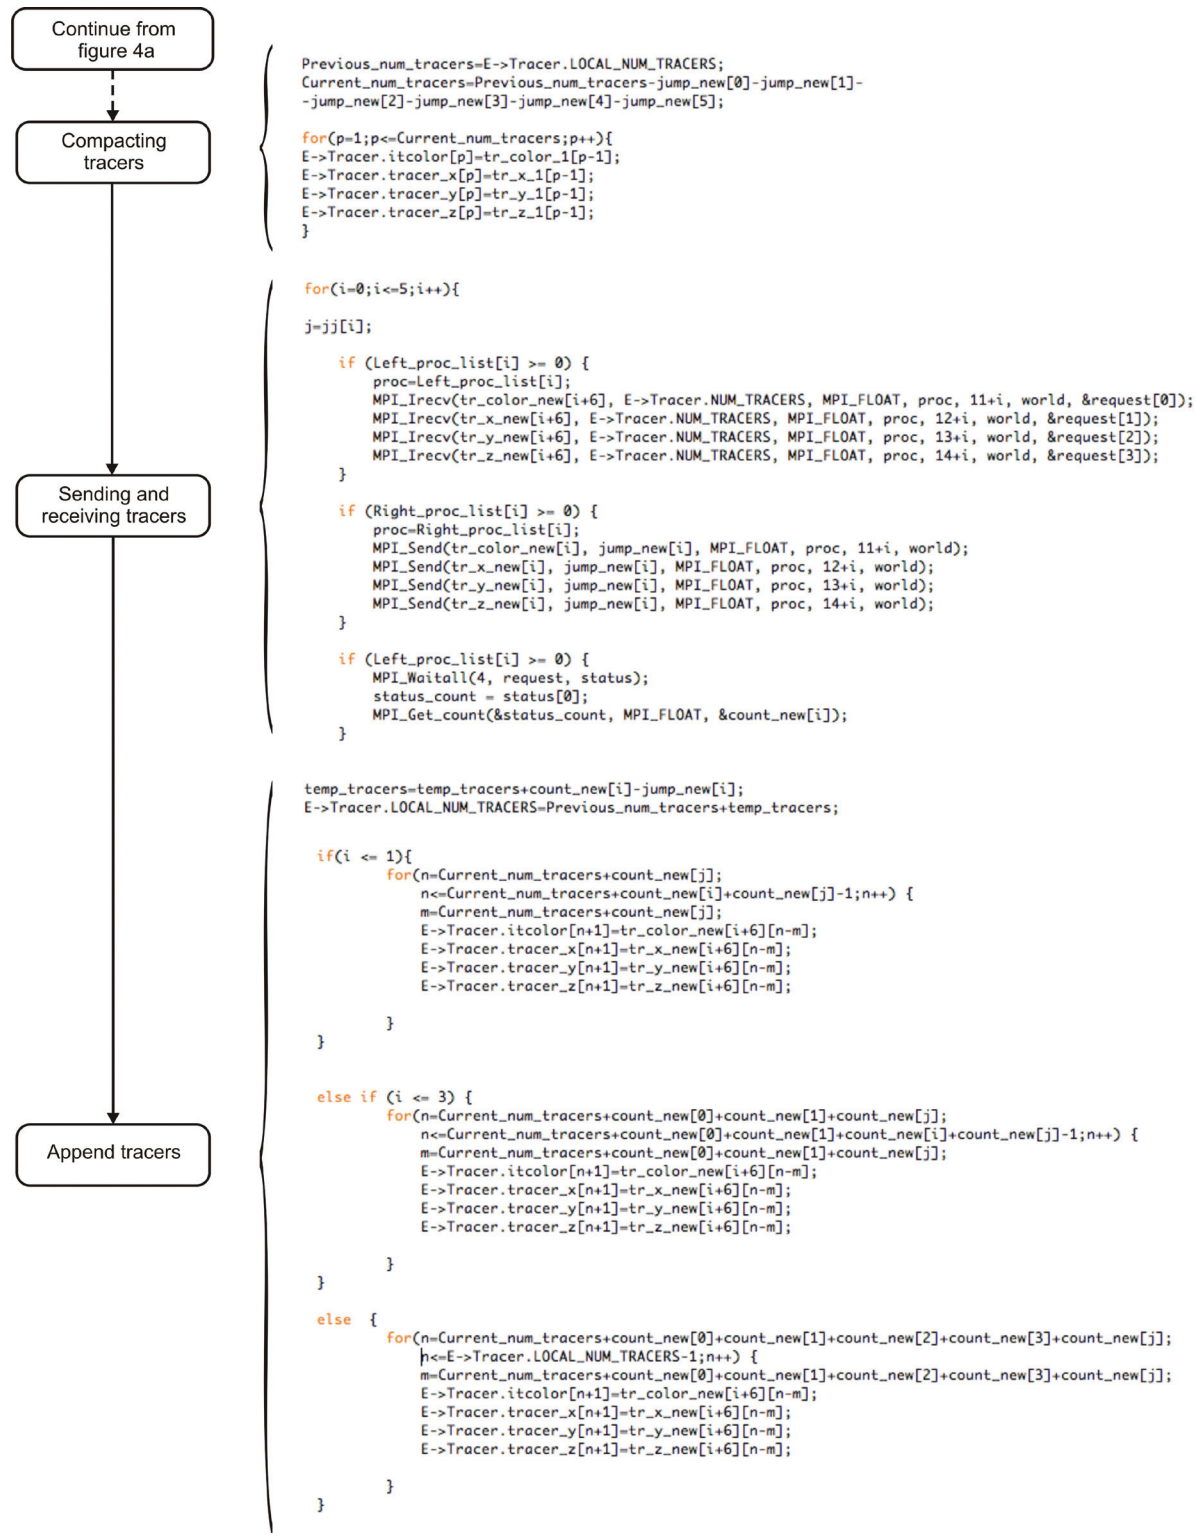 Continue from
figure 4a
Compacting
tracers
Previous_num_tracers=E->Tracer.LOCAL_NUM_TRACERS;
Current_num_tracers=Previous_num_tracers-jump_new[0]-jump_new[1]-
-jump_new[2]-jump_new[3]-jump_new[4]-jump_new[5];
for(p=1;p<=Current_num_tracers;p++){
E->Tracer.itcolor[p]=tr_color_1[p-1];
E->Tracer.tracer_x[p]=tr_x_1[p-1];
E->Tracer.tracer_y[p]=tr_y_1[p-1];
E->Tracer.tracer_z[p]=tr_z_1[p-1];
}
Sending and
receiving tracers
for(i=0;i<=5;i++){
j=jj[i];
if (Left_proc_list[i] >= 0) {
proc=Left_proc_list[i];
MPI_Irecv(tr_color_new[i+6], E->Tracer.NUM_TRACERS, MPI_FLOAT, proc, 11+i, world, &request[0]);
MPI_Irecv(tr_x_new[i+6], E->Tracer.NUM_TRACERS, MPI_FLOAT, proc, 12+i, world, &request[1]);
MPI_Irecv(tr_y_new[i+6], E->Tracer.NUM_TRACERS, MPI_FLOAT, proc, 13+i, world, &request[2]);
MPI_Irecv(tr_z_new[i+6], E->Tracer.NUM_TRACERS, MPI_FLOAT, proc, 14+i, world, &request[3]);
}
if (Right_proc_list[i] >= 0) {
proc=Right_proc_list[i];
MPI_Send(tr_color_new[i], jump_new[i], MPI_FLOAT, proc, 11+i, world);
MPI_Send(tr_x_new[i], jump_new[i], MPI_FLOAT, proc, 12+i, world);
MPI_Send(tr_y_new[i], jump_new[i], MPI_FLOAT, proc, 13+i, world);
MPI_Send(tr_z_new[i], jump_new[i], MPI_FLOAT, proc, 14+i, world);
}
if (Left_proc_list[i] >= 0) {
MPI_Waitall(4, request, status);
status_count = status[0];
MPI_Get_count(&status_count, MPI_FLOAT, &count_new[i]);
}
Append tracers
temp_tracers=temp_tracers+count_new[i]-jump_new[i];
E->Tracer.LOCAL_NUM_TRACERS=Previous_num_tracers+temp_tracers;
if(i <= 1){
for(n=Current_num_tracers+count_new[j];
n<=Current_num_tracers+count_new[i]+count_new[j]-1;n++) {
m=Current_num_tracers+count_new[j];
E->Tracer.itcolor[n+1]=tr_color_new[i+6][n-m];
E->Tracer.tracer_x[n+1]=tr_x_new[i+6][n-m];
E->Tracer.tracer_y[n+1]=tr_y_new[i+6][n-m];
E->Tracer.tracer_z[n+1]=tr_z_new[i+6][n-m];
}
}
else if (i <= 3) {
for(n=Current_num_tracers+count_new[0]+count_new[1]+count_new[j];
n<=Current_num_tracers+count_new[0]+count_new[1]+count_new[i]+count_new[j]-1;n++) {
m=Current_num_tracers+count_new[0]+count_new[1]+count_new[j];
E->Tracer.itcolor[n+1]=tr_color_new[i+6][n-m];
E->Tracer.tracer_x[n+1]=tr_x_new[i+6][n-m];
E->Tracer.tracer_y[n+1]=tr_y_new[i+6][n-m];
E->Tracer.tracer_z[n+1]=tr_z_new[i+6][n-m];
}
}
else {
for(n=Current_num_tracers+count_new[0]+count_new[1]+count_new[2]+count_new[3]+count_new[j];
n<=E->Tracer.LOCAL_NUM_TRACERS-1;n++) {
m=Current_num_tracers+count_new[0]+count_new[1]+count_new[2]+count_new[3]+count_new[j];
E->Tracer.itcolor[n+1]=tr_color_new[i+6][n-m];
E->Tracer.tracer_x[n+1]=tr_x_new[i+6][n-m];
E->Tracer.tracer_y[n+1]=tr_y_new[i+6][n-m];
E->Tracer.tracer_z[n+1]=tr_z_new[i+6][n-m];
}
}